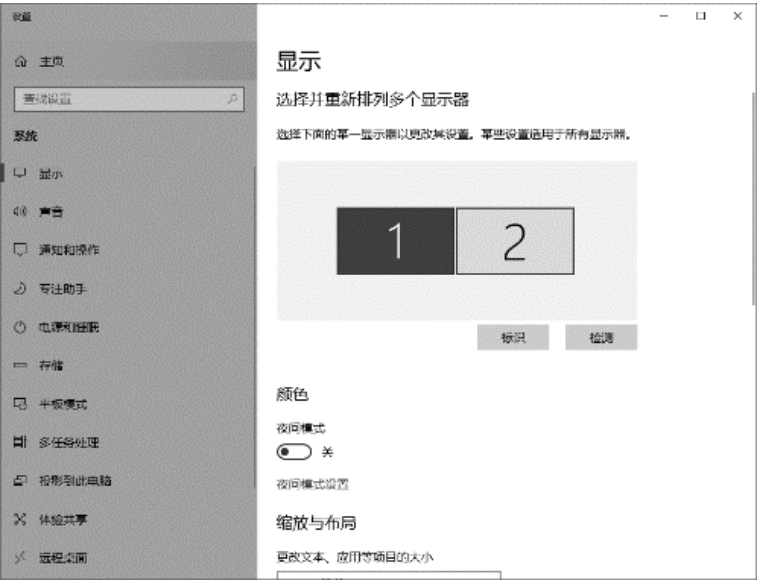 设置
主页
查找设置
系统
显示
声音
通知和操作
专注助手
电源和睡眠
存储
平板模式
多任务处理
投影到此电脑
体验共享
远程桌面
显示
选择并重新排列多个显示器
选择下面的某一显示器以更改其设置。某些设置适用于所有显示器。
1 2
标识 检测
颜色
夜间模式
关
夜间模式设置
缩放与布局
更改文本、应用等项目的大小